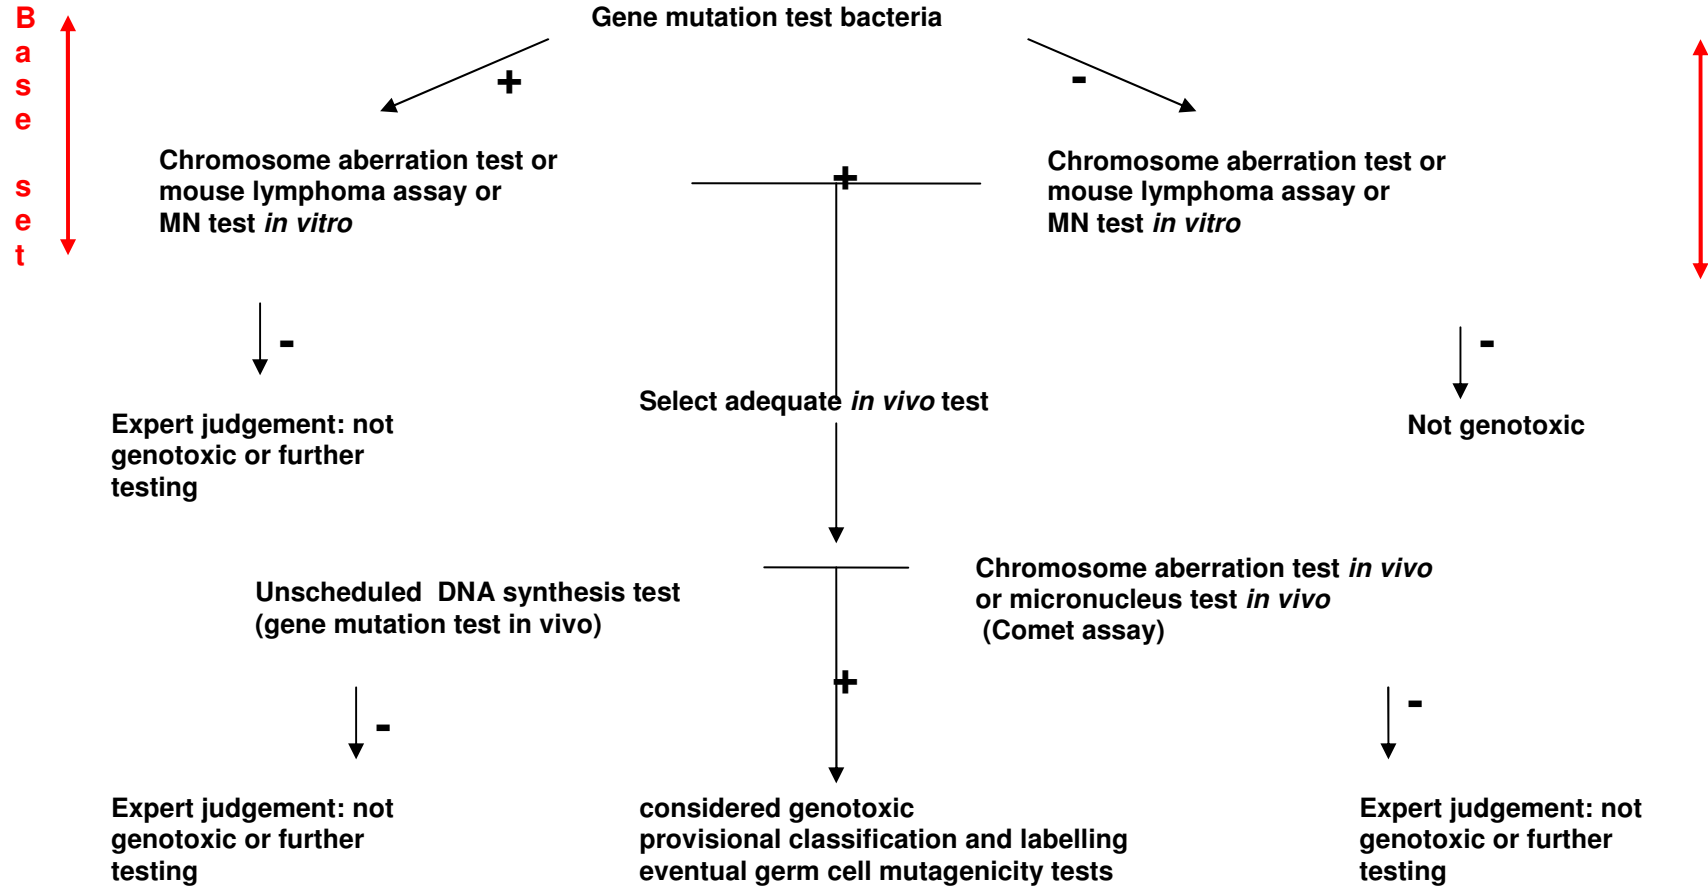 Base set
Gene mutation test bacteria
+
-
Chromosome aberration test or
mouse lymphoma assay or
MN test in vitro
+
Chromosome aberration test or
mouse lymphoma assay or
MN test in vitro
-
-
Expert judgement: not
genotoxic or further
testing
Select adequate in vivo test
Not genotoxic
Unscheduled DNA synthesis test
(gene mutation test in vivo)
Chromosome aberration test in vivo
or micronucleus test in vivo
(Comet assay)
-
+
-
Expert judgement: not
genotoxic or further
testing
considered genotoxic
provisional classification and labelling
eventual germ cell mutagenicity tests
Expert judgement: not
genotoxic or further
testing